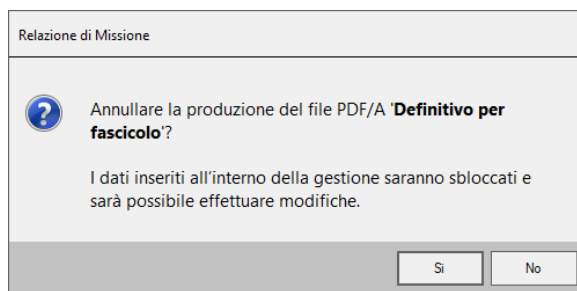 Relazione di Missione
Annullare la produzione del file PDF/A 'Definitivo per
fascicolo'?
I dati inseriti all'interno della gestione saranno sbloccati e
sarà possibile effettuare modifiche.
Si
No